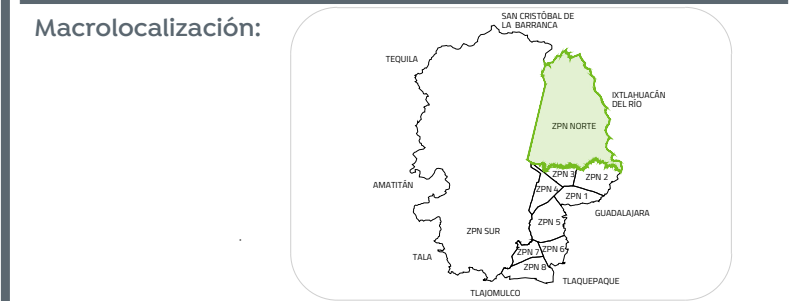 Macrolocalización:
SAN CRISTÓBAL DE
LA BARRANCA
TEQUILA
IXTLAHUACÁN
DEL RÍO
ZPN NORTE
ZPN 3
ZPN 2
AMATITÁN
ZPN 4
ZPN 1
GUADALAJARA
ZPN 5
ZPN SUR
ZPN 7
ZPN 6
TALA
ZPN 8
TLAQUEPAQUE
TLAJOMULCO